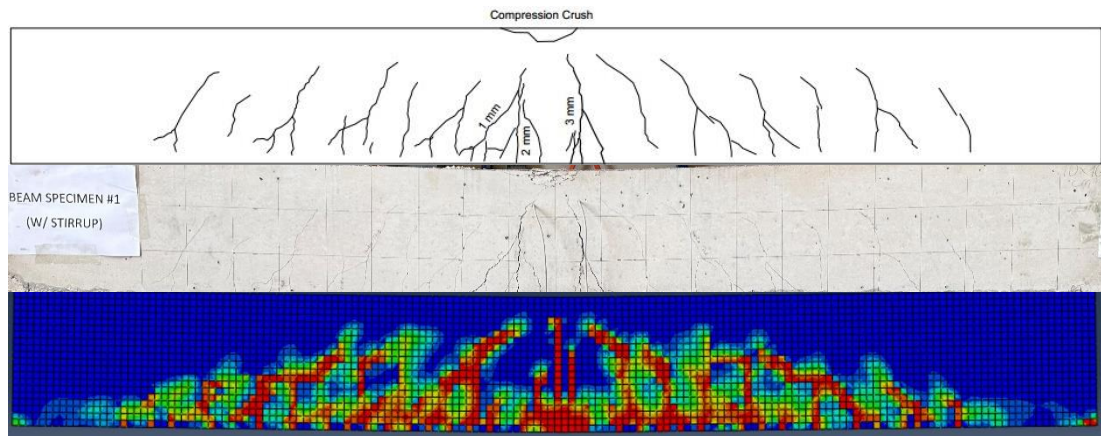 Compression Crush
1 mm
2 mm
3 mm
BEAM SPECIMEN #1
(W/ STIRRUP)